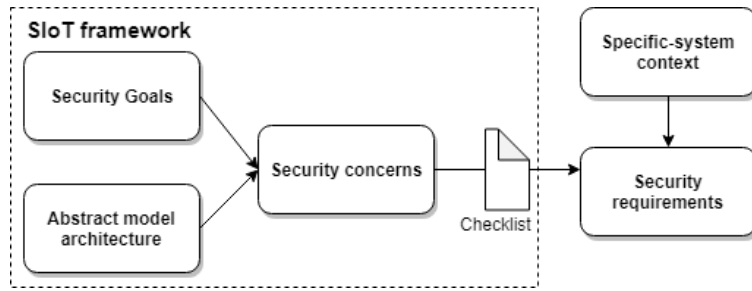 SIoT framework
Security Goals
Abstract model
architecture
Security concerns
Checklist
Specific-system
context
Security
requirements